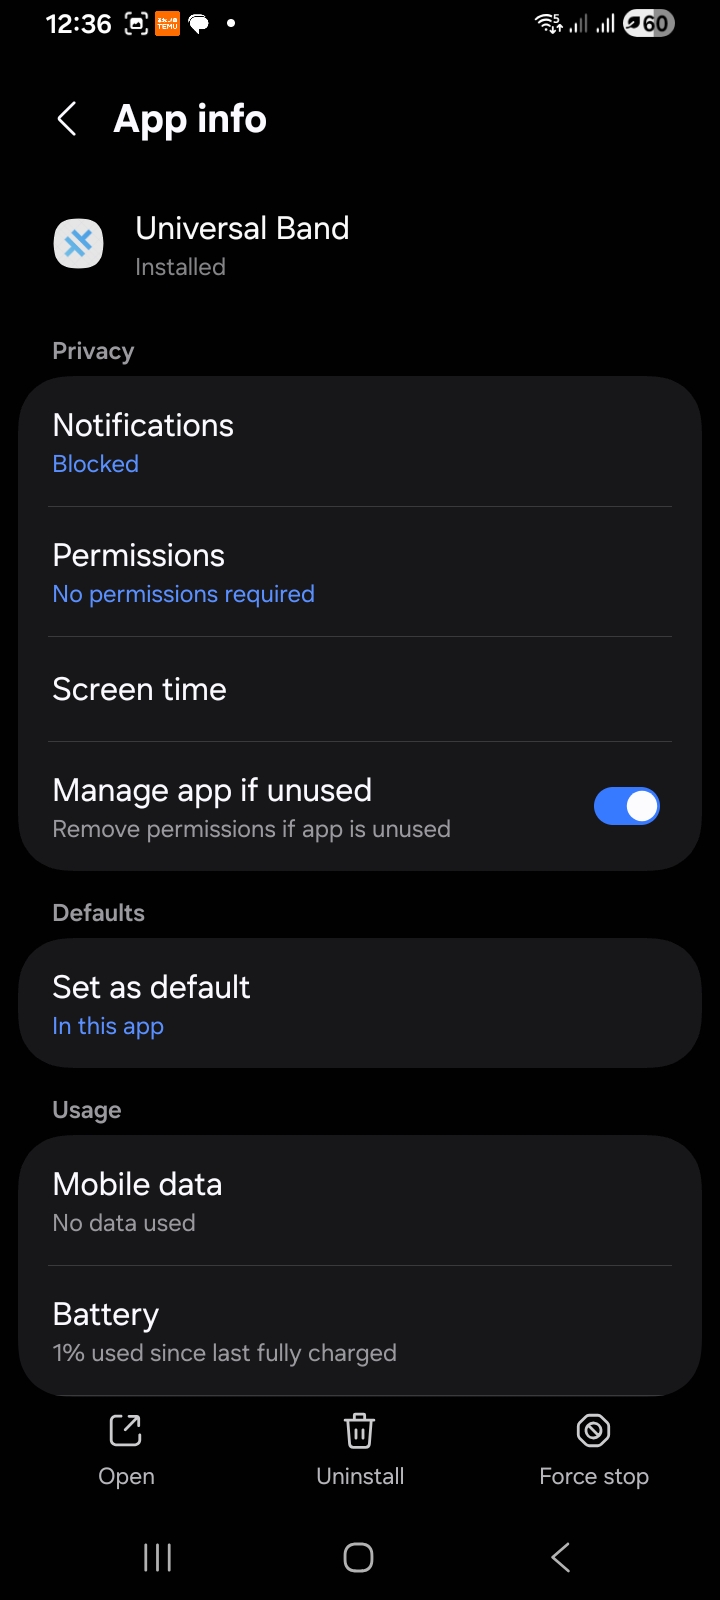 12:36 TEMU 5 60
App info
Universal Band
Installed
Privacy
Notifications
Blocked
Permissions
No permissions required
Screen time
Manage app if unused
Remove permissions if app is unused
Defaults
Set as default
In this app
Usage
Mobile data
No data used
Battery
1% used since last fully charged
Open Uninstall Force stop